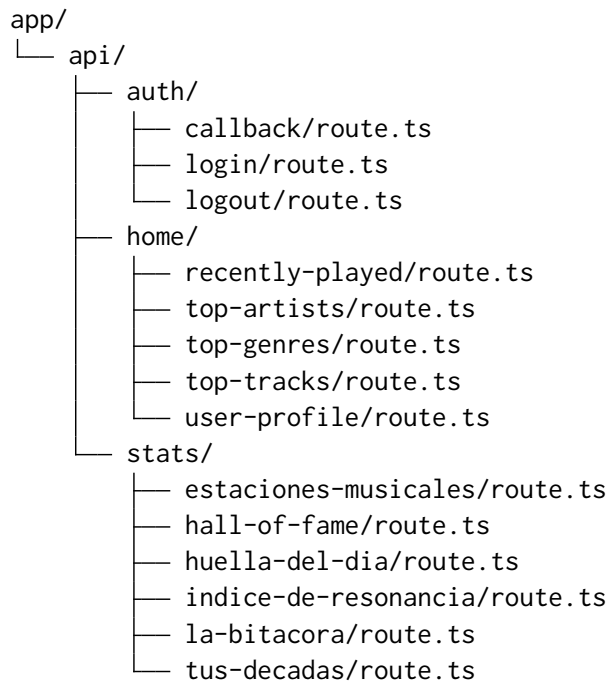 app/
└── api/
    ├── auth/
    │   ├── callback/route.ts
    │   ├── login/route.ts
    │   └── logout/route.ts
    ├── home/
    │   ├── recently-played/route.ts
    │   ├── top-artists/route.ts
    │   ├── top-genres/route.ts
    │   ├── top-tracks/route.ts
    │   └── user-profile/route.ts
    └── stats/
        ├── estaciones-musicales/route.ts
        ├── hall-of-fame/route.ts
        ├── huella-del-dia/route.ts
        ├── indice-de-resonancia/route.ts
        ├── la-bitacora/route.ts
        └── tus-decadas/route.ts